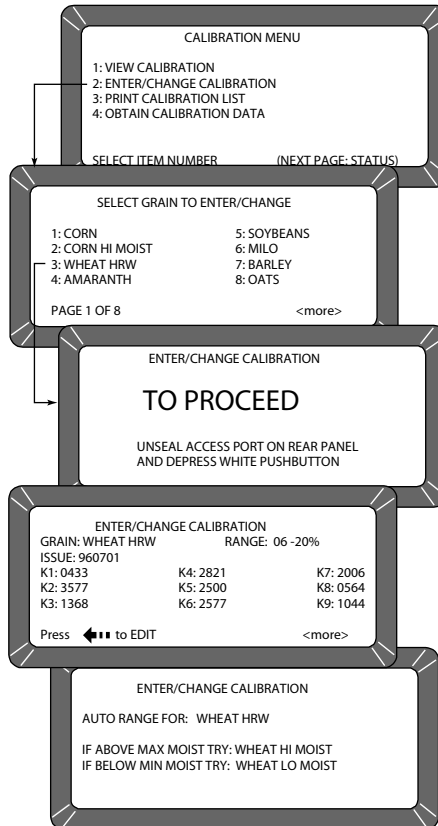 CALIBRATION MENU
1: VIEW CALIBRATION
2: ENTER/CHANGE CALIBRATION
3: PRINT CALIBRATION LIST
4: OBTAIN CALIBRATION DATA
SELECT ITEM NUMBER (NEXT PAGE: STATUS)
SELECT GRAIN TO ENTER/CHANGE
1: CORN 5: SOYBEANS
2: CORN HI MOIST 6: MILO
3: WHEAT HRW 7: BARLEY
4: AMARANTH 8: OATS
PAGE 1 OF 8 <more>
ENTER/CHANGE CALIBRATION
TO PROCEED
UNSEAL ACCESS PORT ON REAR PANEL
AND DEPRESS WHITE PUSHBUTTON
ENTER/CHANGE CALIBRATION
GRAIN: WHEAT HRW RANGE: 06 -20%
ISSUE: 960701
K1: 0433 K4: 2821 K7: 2006
K2: 3577 K5: 2500 K8: 0564
K3: 1368 K6: 2577 K9: 1044
Press to EDIT <more>
ENTER/CHANGE CALIBRATION
AUTO RANGE FOR: WHEAT HRW
IF ABOVE MAX MOIST TRY: WHEAT HI MOIST
IF BELOW MIN MOIST TRY: WHEAT LO MOIST